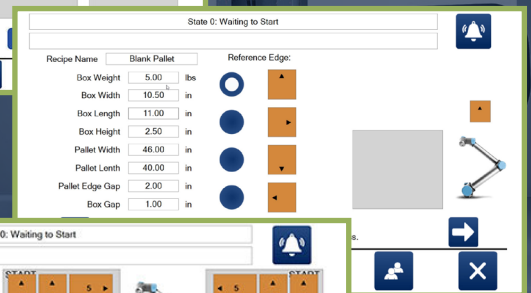 State 0: Waiting to Start
Recipe Name Blank Pallet Reference Edge:
Box Weight 5.00 lbs
Box Width 10.50 in
Box Length 11.00 in
Box Height 2.50 in
Pallet Width 46.00 in
Pallet Lenth 40.00 in
Pallet Edge Gap 2.00 in
Box Gap 1.00 in
s.
0: Waiting to Start
START START
5 5